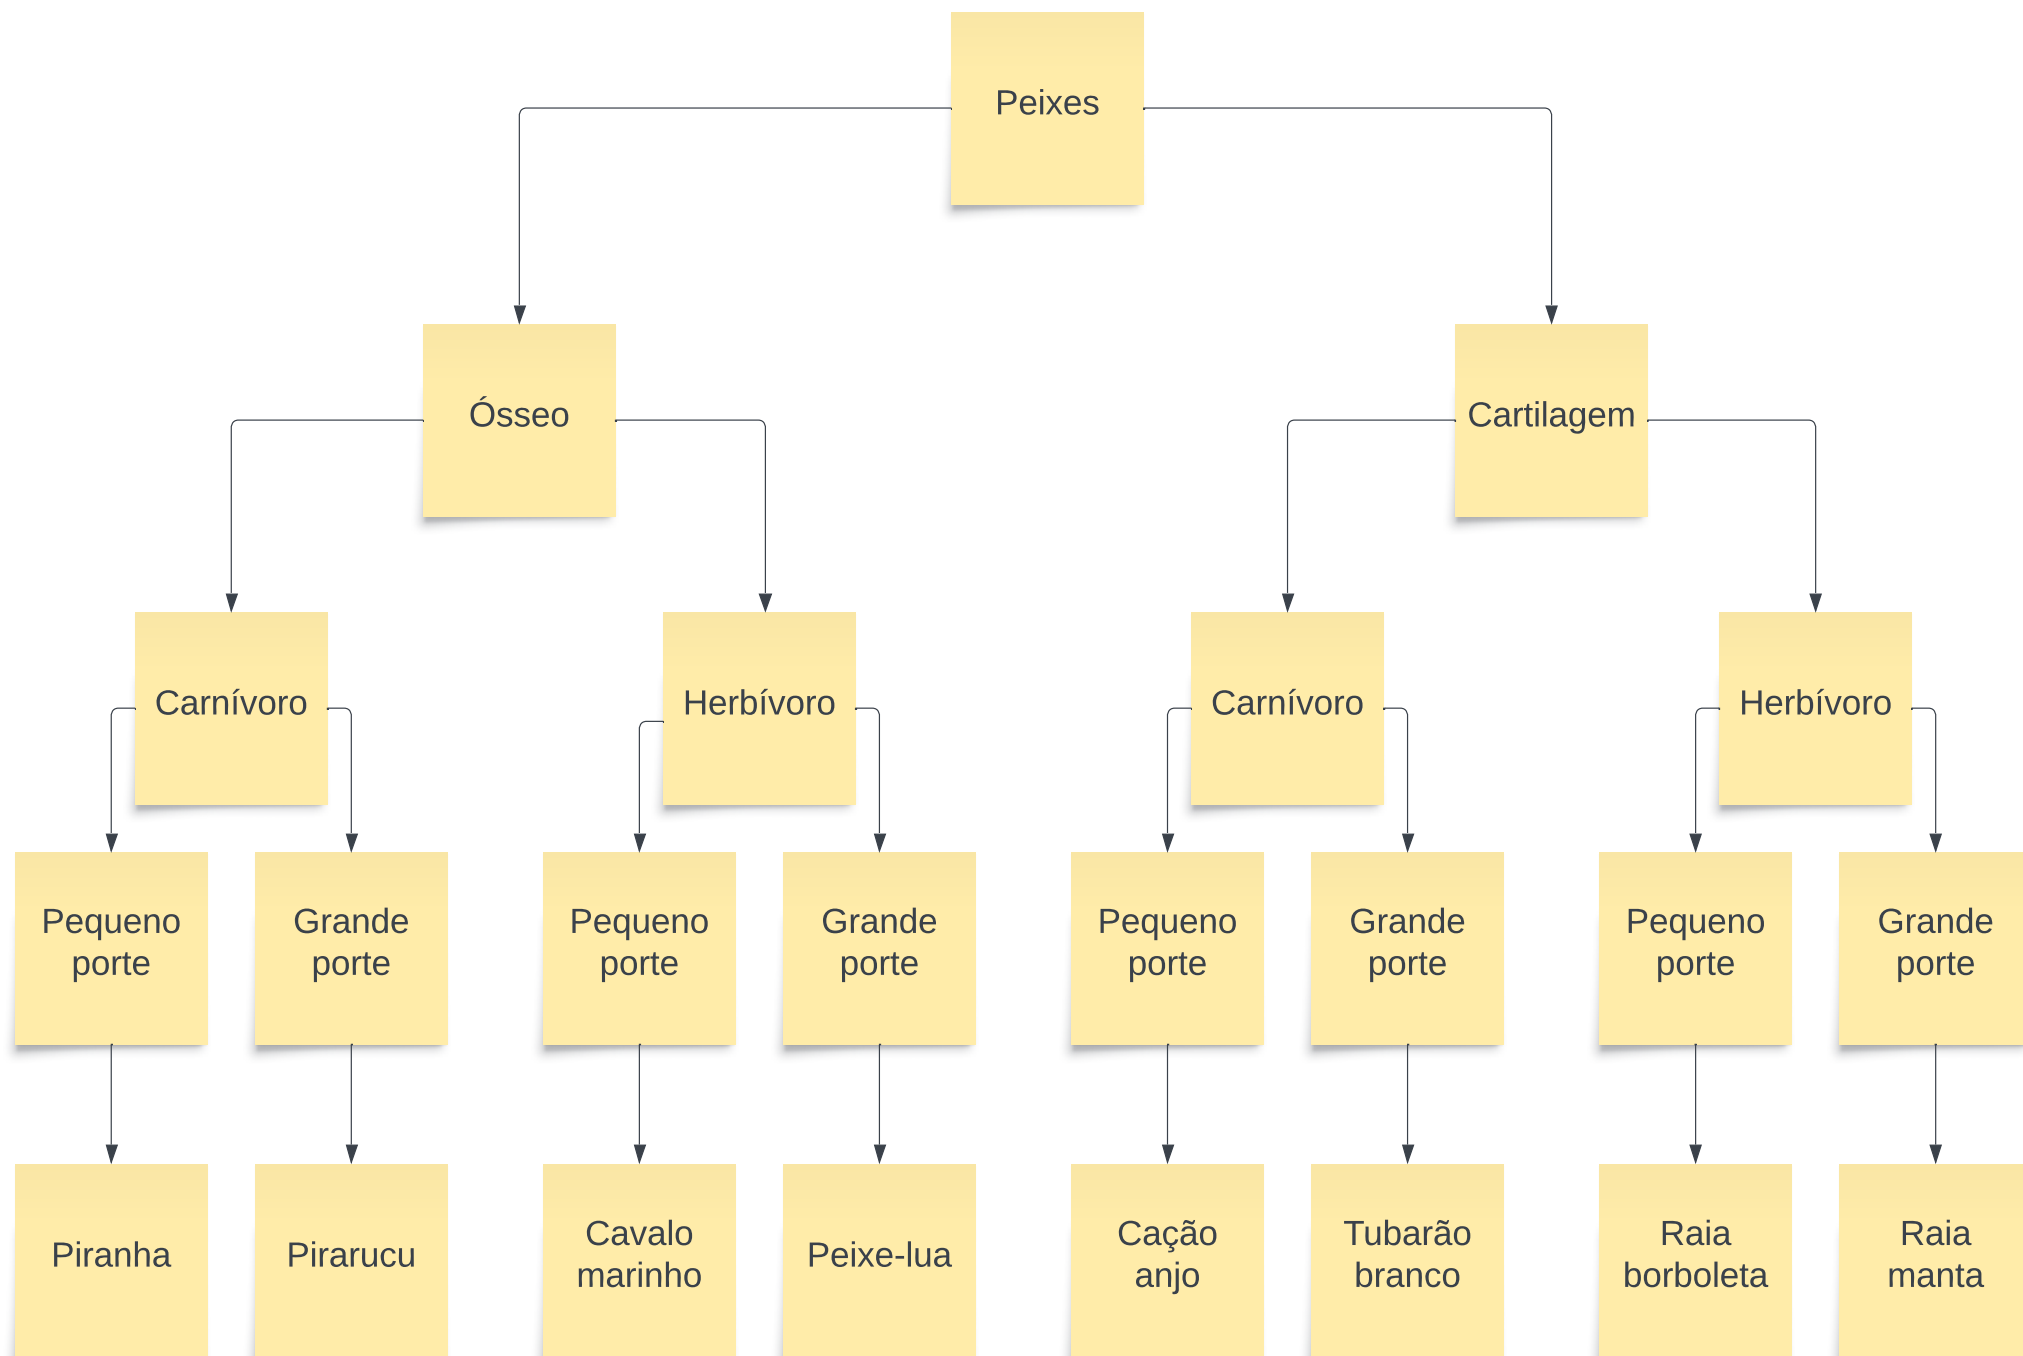 Peixes
Ósseo
Cartilagem
Carnívoro
Herbívoro
Carnívoro
Herbívoro
Pequeno
porte
Grande
porte
Pequeno
porte
Grande
porte
Pequeno
porte
Grande
porte
Pequeno
porte
Grande
porte
Piranha
Pirarucu
Cavalo
marinho
Peixe-lua
Cação
anjo
Tubarão
branco
Raia
borboleta
Raia
manta